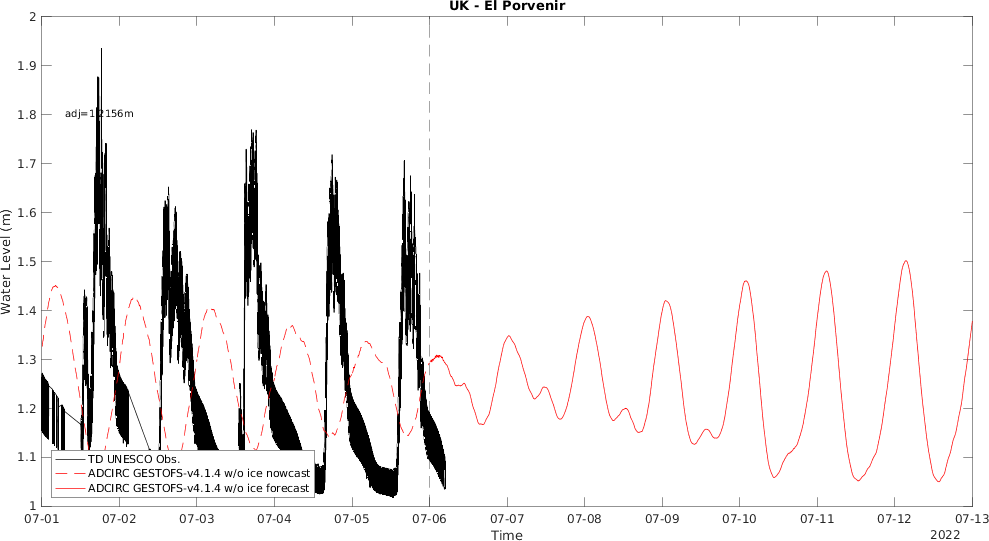 UK - El Porvenir
2
1.9
1.8
1.7
1.6
1.5
1.4
1.3
1.2
1.1
1
Water Level (m)
adj=1.2156m
TD UNESCO Obs.
ADCIRC GESTOFS-v4.1.4 w/o ice nowcast
ADCIRC GESTOFS-v4.1.4 w/o ice forecast
07-01 07-02 07-03 07-04 07-05 07-06 07-07 07-08 07-09 07-10 07-11 07-12 07-13
Time
2022